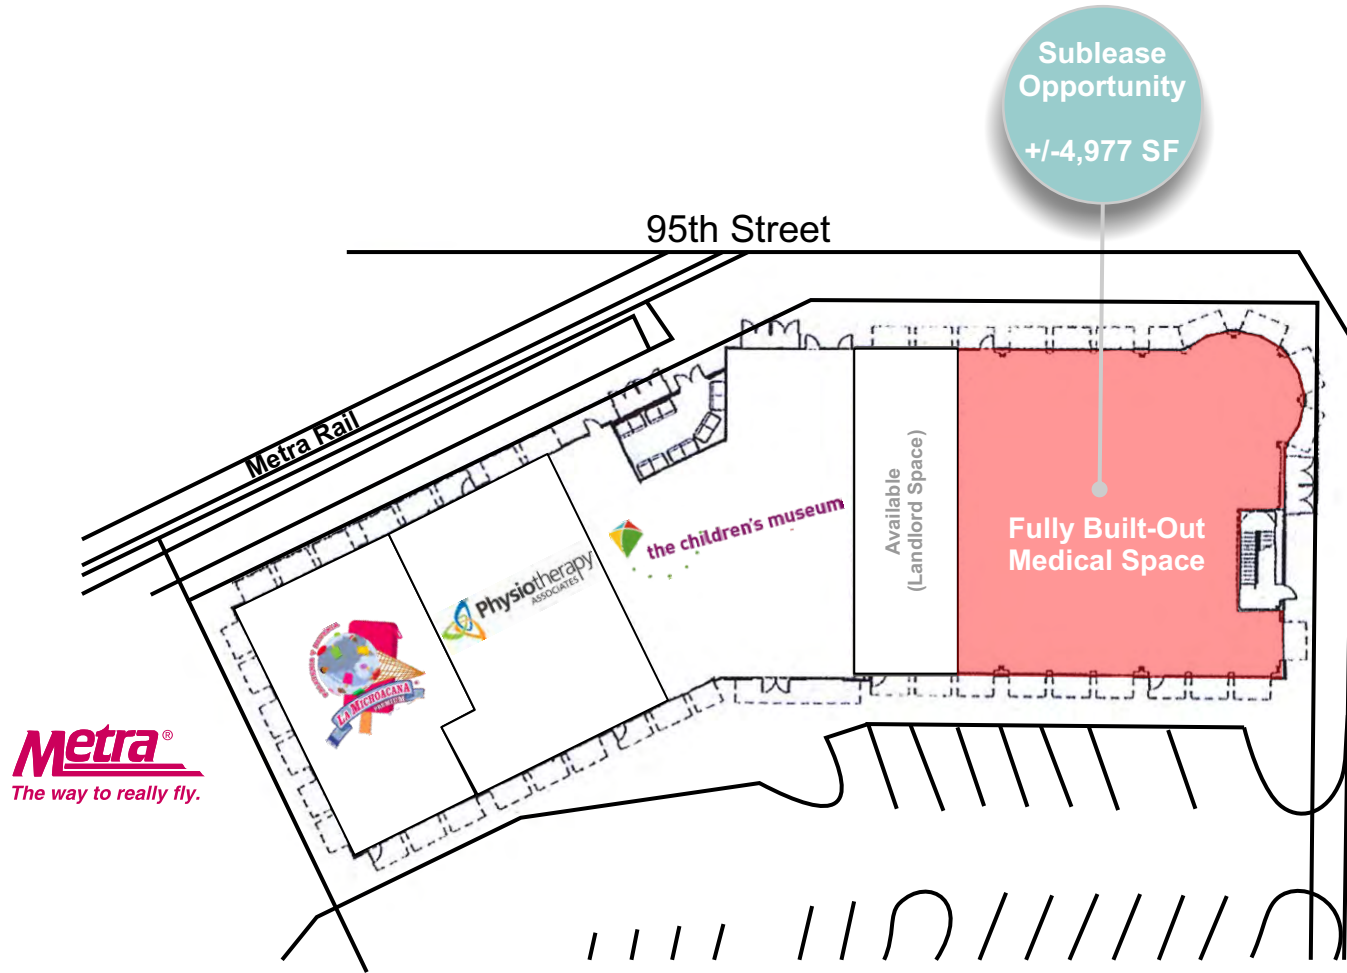 Sublease
Opportunity
+/-4,977 SF
95th Street
Metra Rail
the children's museum
Available
(Landlord Space)
Fully Built-Out
Medical Space
Physiotherapy
ASSOCIATES
LA MICHOACANA
PREMIUM
Metra®
The way to really fly.